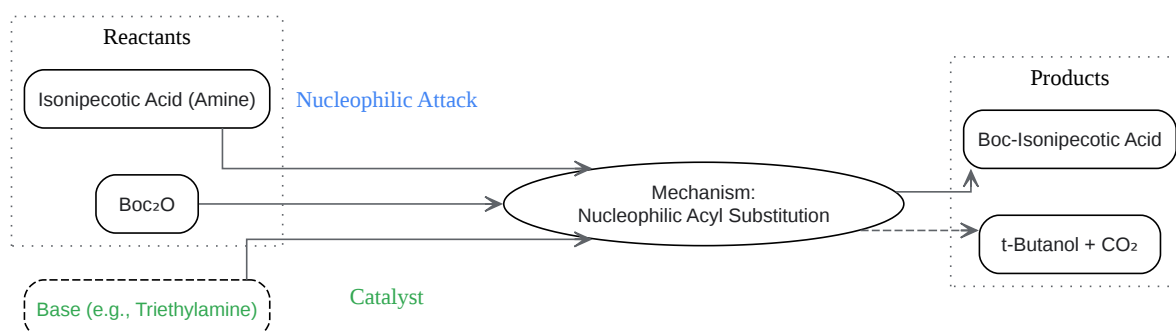 Reactants
Isonipecotic Acid (Amine)
Nucleophilic Attack
Boc₂O
Base (e.g., Triethylamine)
Catalyst
Mechanism:
Nucleophilic Acyl Substitution
Products
Boc-Isonipecotic Acid
t-Butanol + CO₂